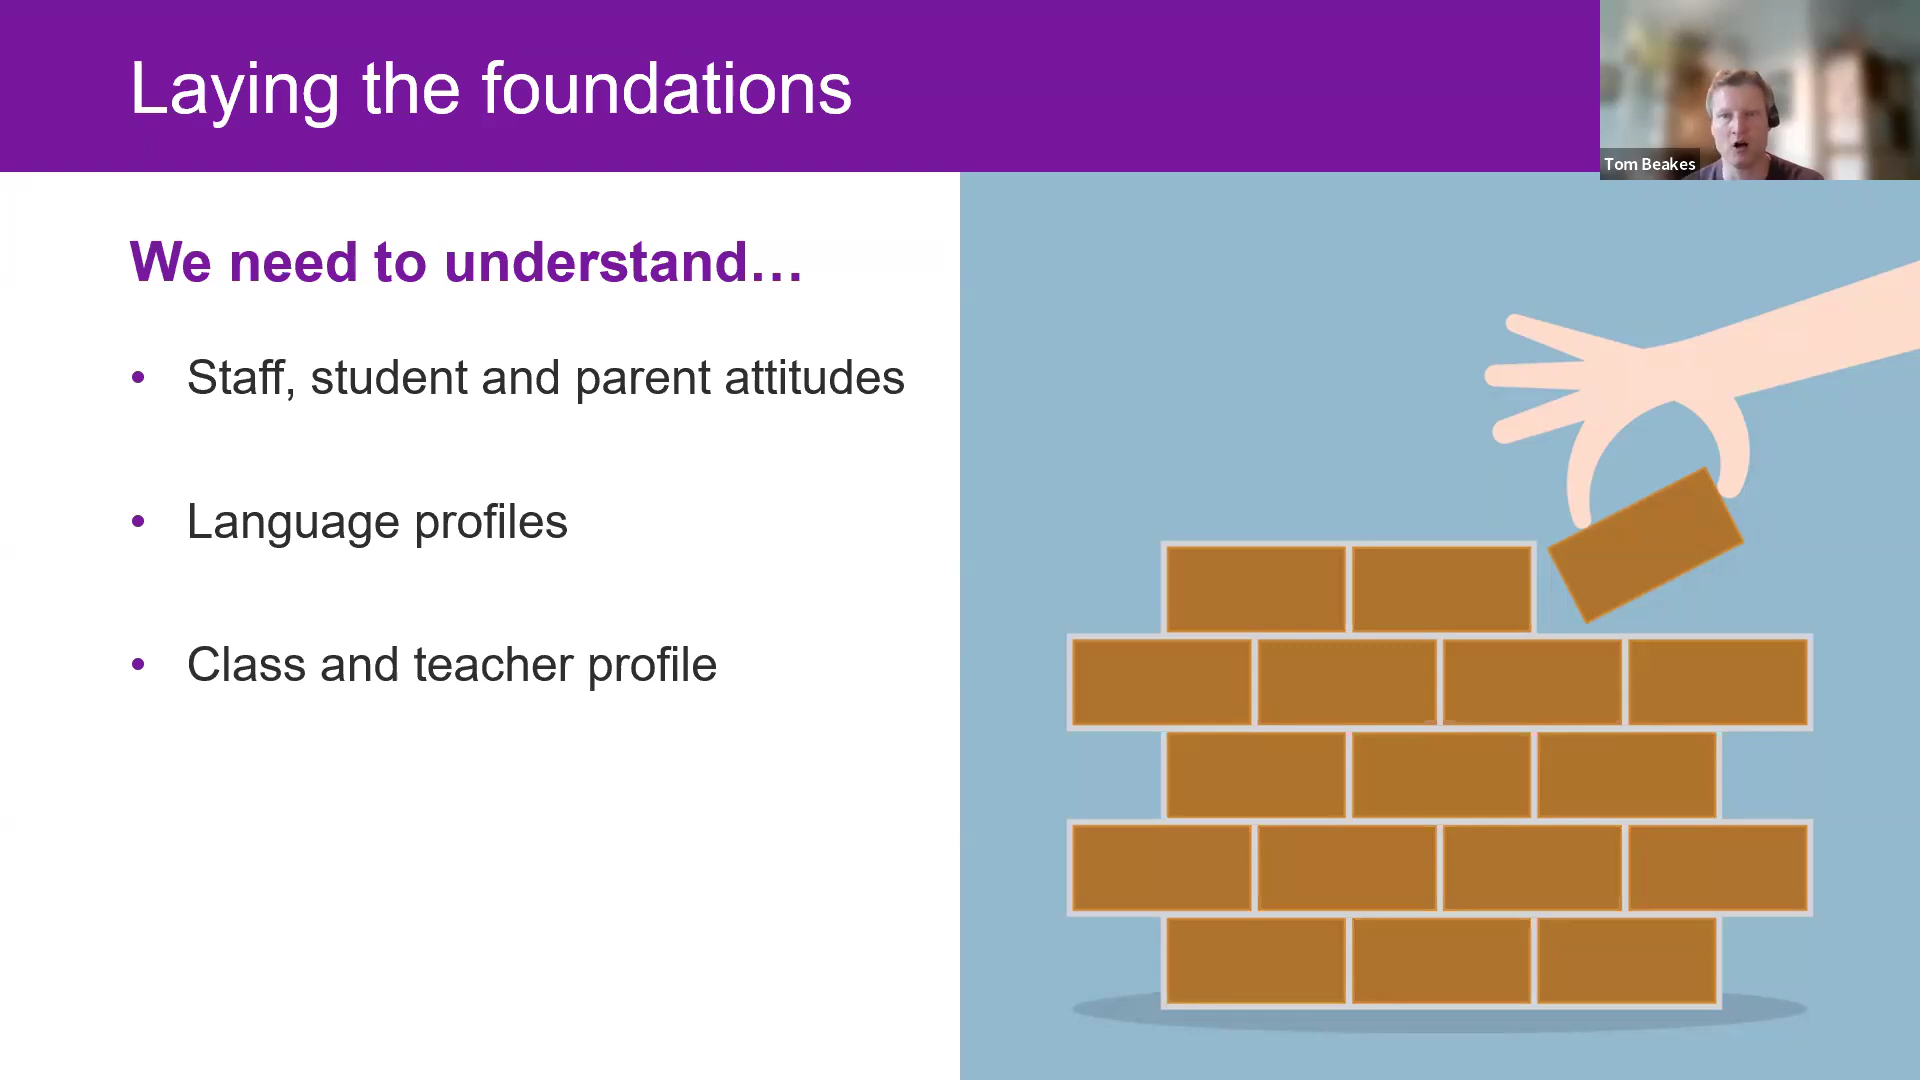 Laying the foundations
Tom Beakes
We need to understand…
• Staff, student and parent attitudes
• Language profiles
• Class and teacher profile